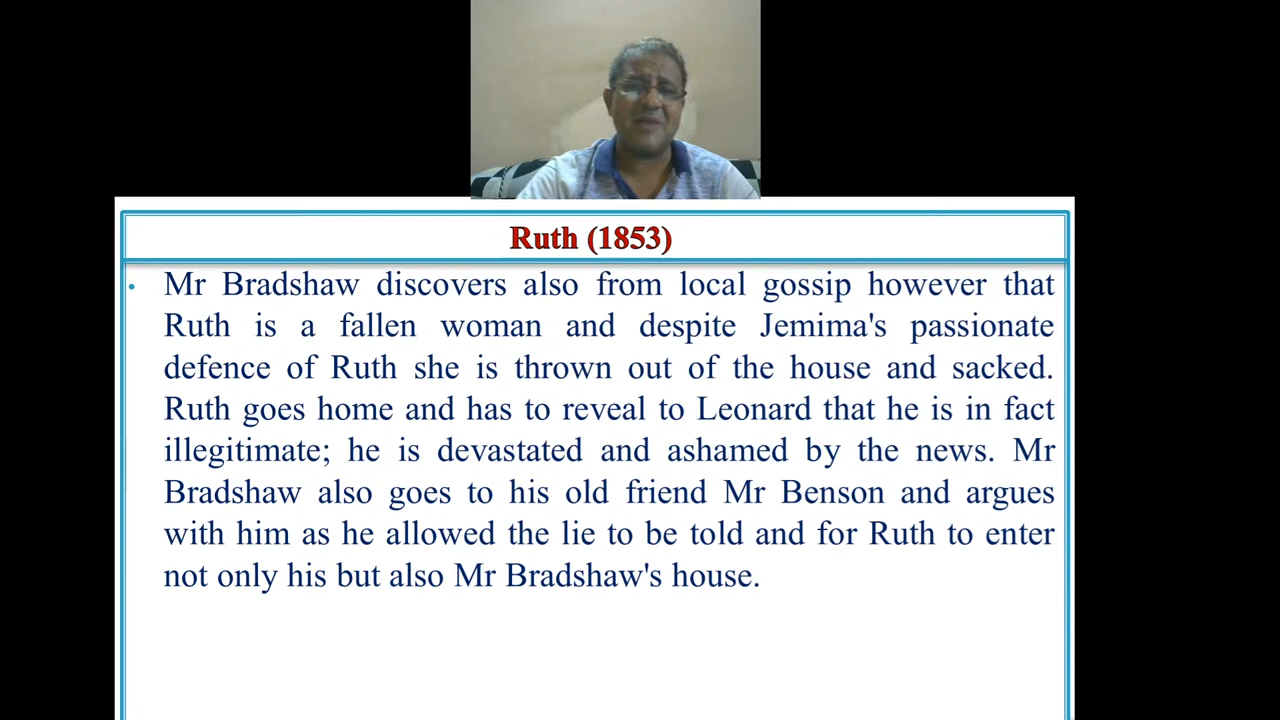 Ruth (1853)
• Mr Bradshaw discovers also from local gossip however that
Ruth is a fallen woman and despite Jemima's passionate
defence of Ruth she is thrown out of the house and sacked.
Ruth goes home and has to reveal to Leonard that he is in fact
illegitimate; he is devastated and ashamed by the news. Mr
Bradshaw also goes to his old friend Mr Benson and argues
with him as he allowed the lie to be told and for Ruth to enter
not only his but also Mr Bradshaw's house.